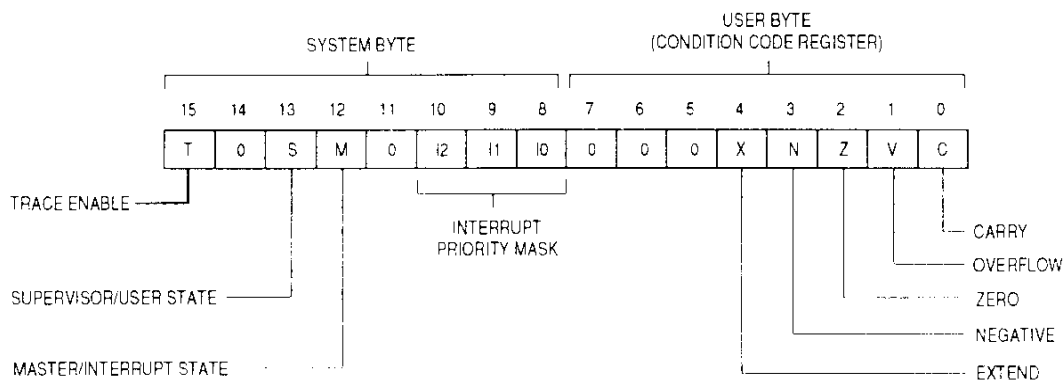 USER BYTE
SYSTEM BYTE (CONDITION CODE REGISTER)
15 14 13 12 11 10 9 8 7 6 5 4 3 2 1 0
T 0 S M 0 I2 I1 I0 0 0 0 X N Z V C
TRACE ENABLE
INTERRUPT
PRIORITY MASK
CARRY
OVERFLOW
SUPERVISOR/USER STATE
ZERO
NEGATIVE
MASTER/INTERRUPT STATE
EXTEND